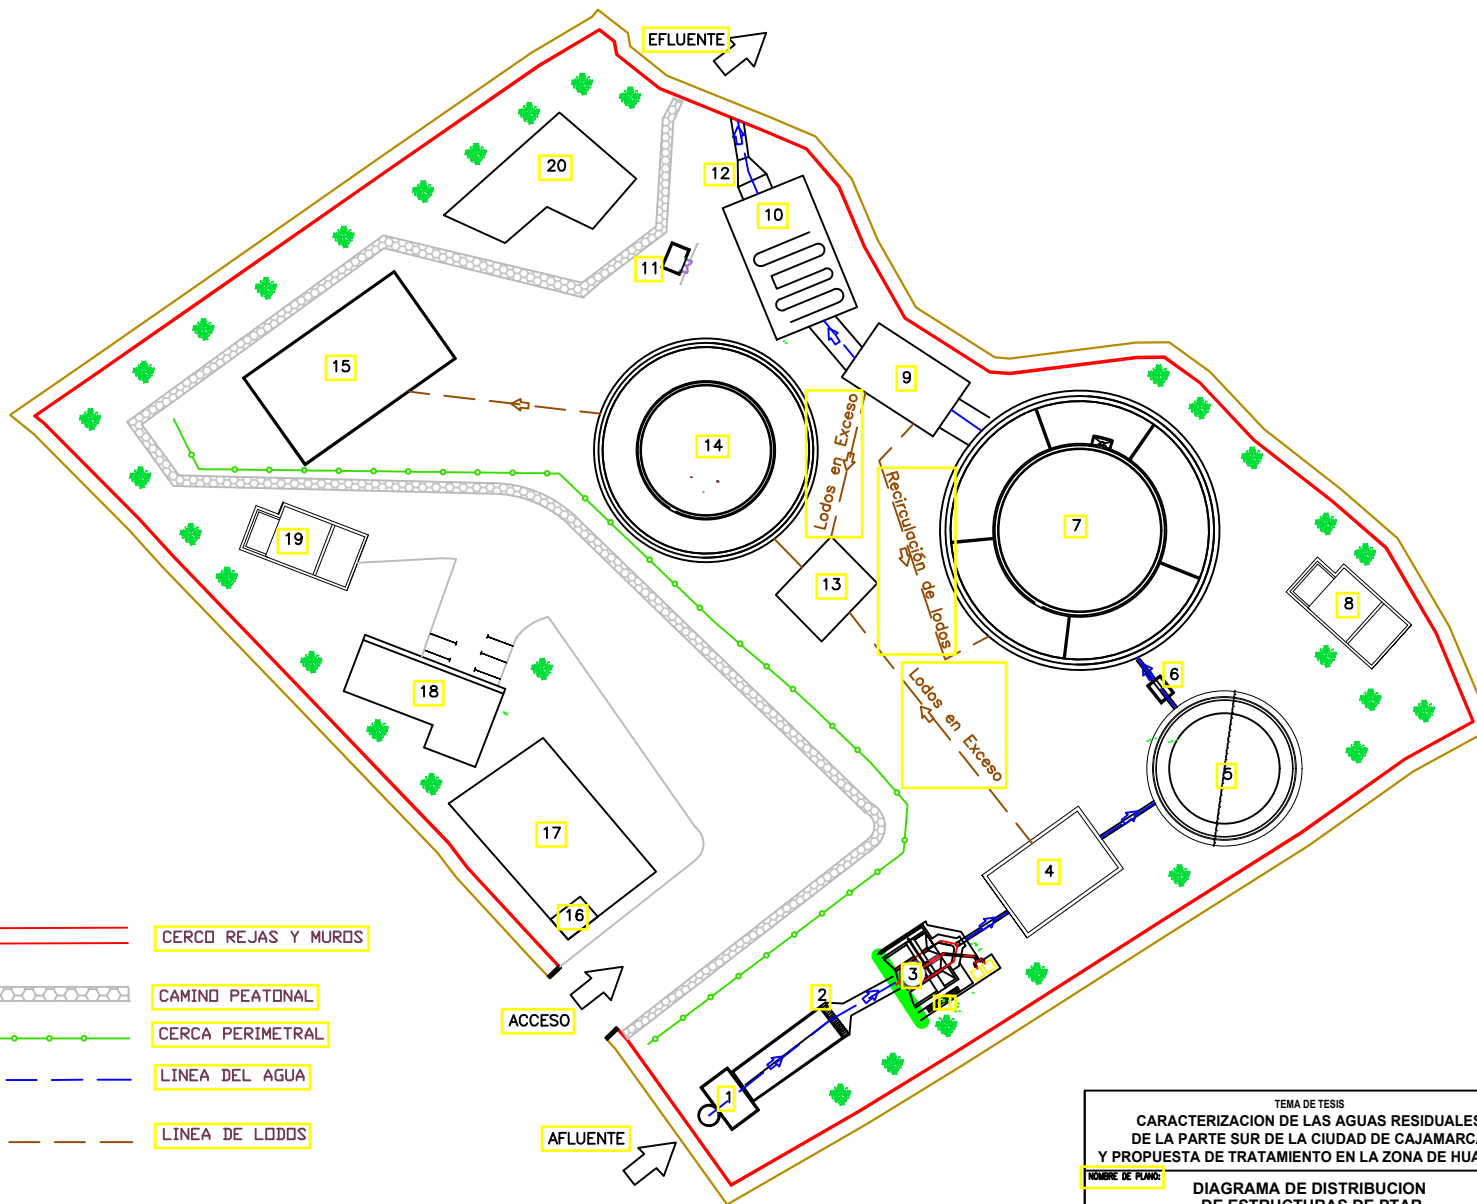 EFLUENTE
12
20
10
11
15
9
14
Lodos en Exceso
Recirculación de lodos
7
19
13
8
18
6
Lodos en Exceso
5
17
4
16
3
2
1
ACCESO
AFLUENTE
CERCO REJAS Y MUROS
CAMINO PEATONAL
CERCA PERIMETRAL
LINEA DEL AGUA
LINEA DE LODOS
TEMA DE TESIS
CARACTERIZACION DE LAS AGUAS RESIDUALES
DE LA PARTE SUR DE LA CIUDAD DE CAJAMARCA
Y PROPUESTA DE TRATAMIENTO EN LA ZONA DE HUA
NOMBRE DE PLANO:
DIAGRAMA DE DISTRIBUCION
DE ESTRUCTURAS DE PTAR